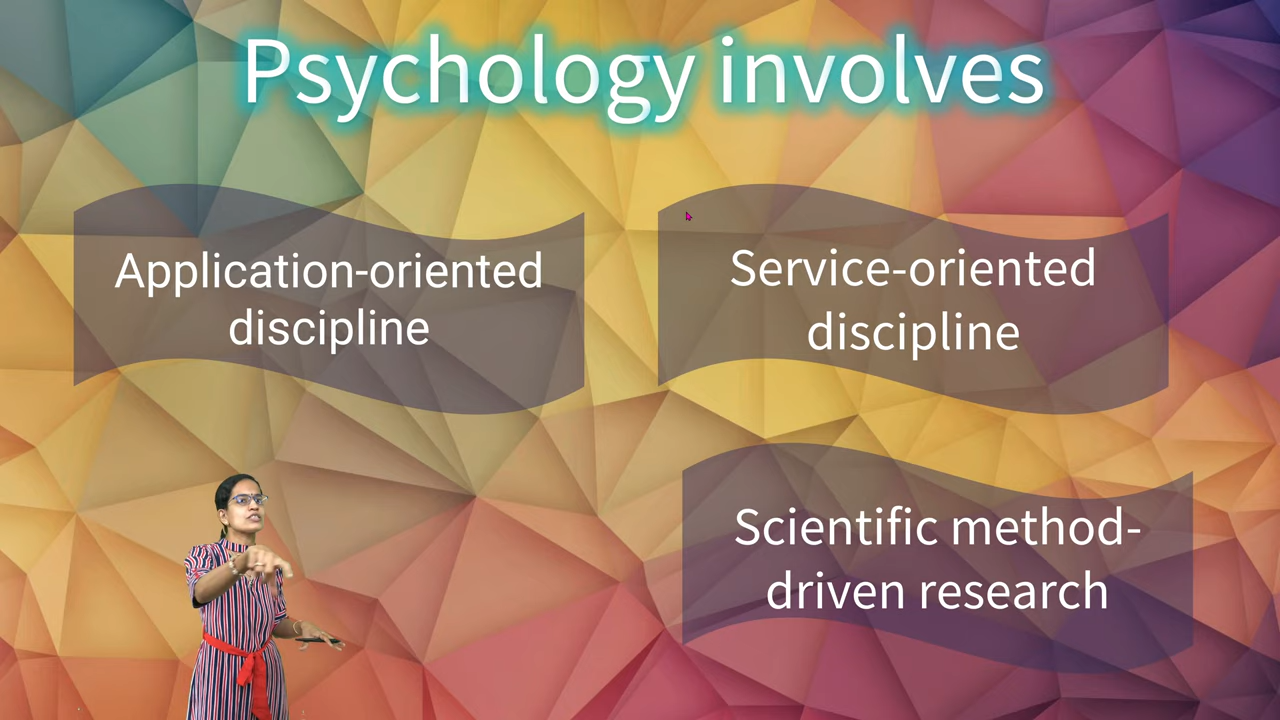 Psychology involves
Application-oriented
discipline
Service-oriented
discipline
Scientific method-
driven research